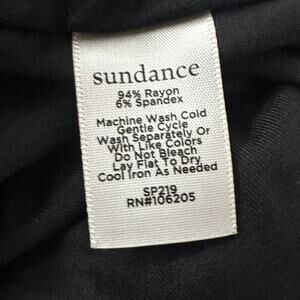 sundance
94% Rayon
6% Spandex
Machine Wash Cold
Gentle Cycle
Wash Separately Or
With Like Colors
Do Not Bleach
Lay Flat To Dry
Cool Iron As Needed
SP219
RN#106205